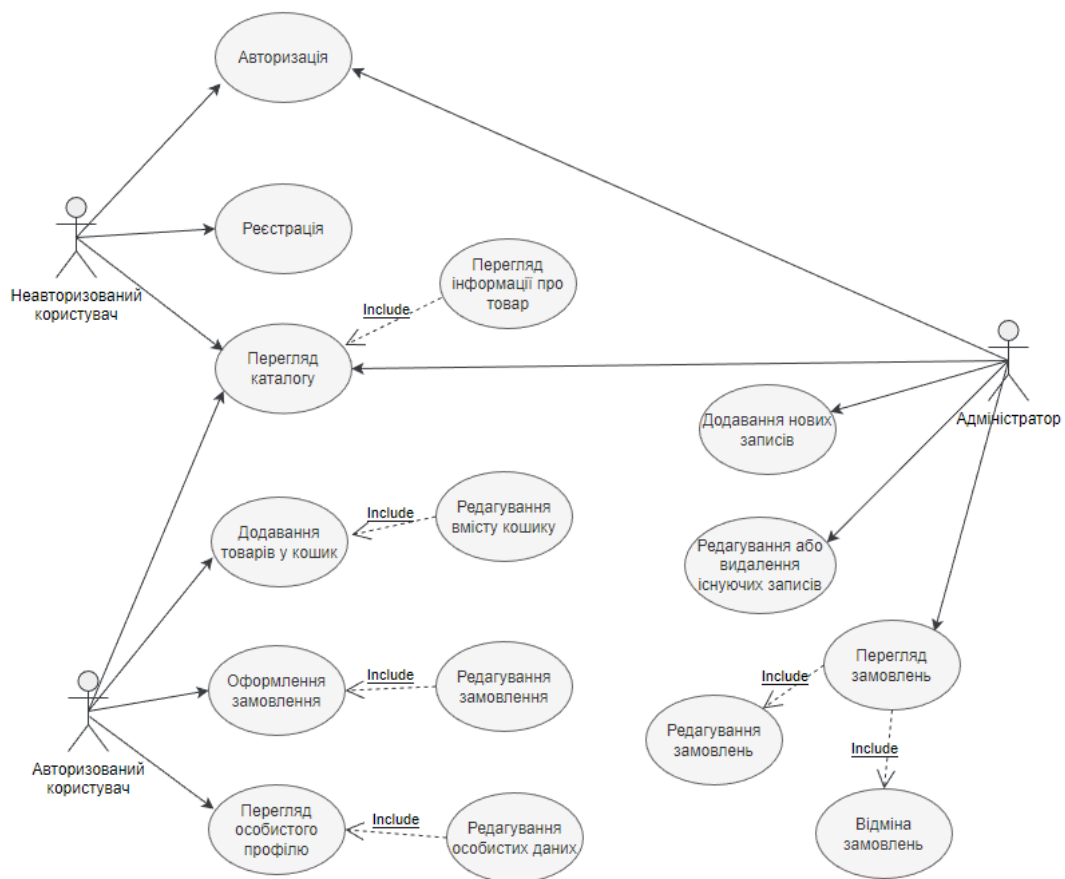 Авторизація
Реєстрація
Неавторизований
користувач
Перегляд
інформації про
товар
Include
Перегляд
каталогу
Адміністратор
Додавання нових
записів
Додавання
товарів у кошик
Include
Редагування
вмісту кошику
Редагування або
видалення
існуючих записів
Авторизований
користувач
Оформлення
замовлення
Include
Редагування
замовлення
Перегляд
замовлень
Include
Редагування
замовлень
Include
Відміна
замовлень
Перегляд
особистого
профілю
Include
Редагування
особистих даних